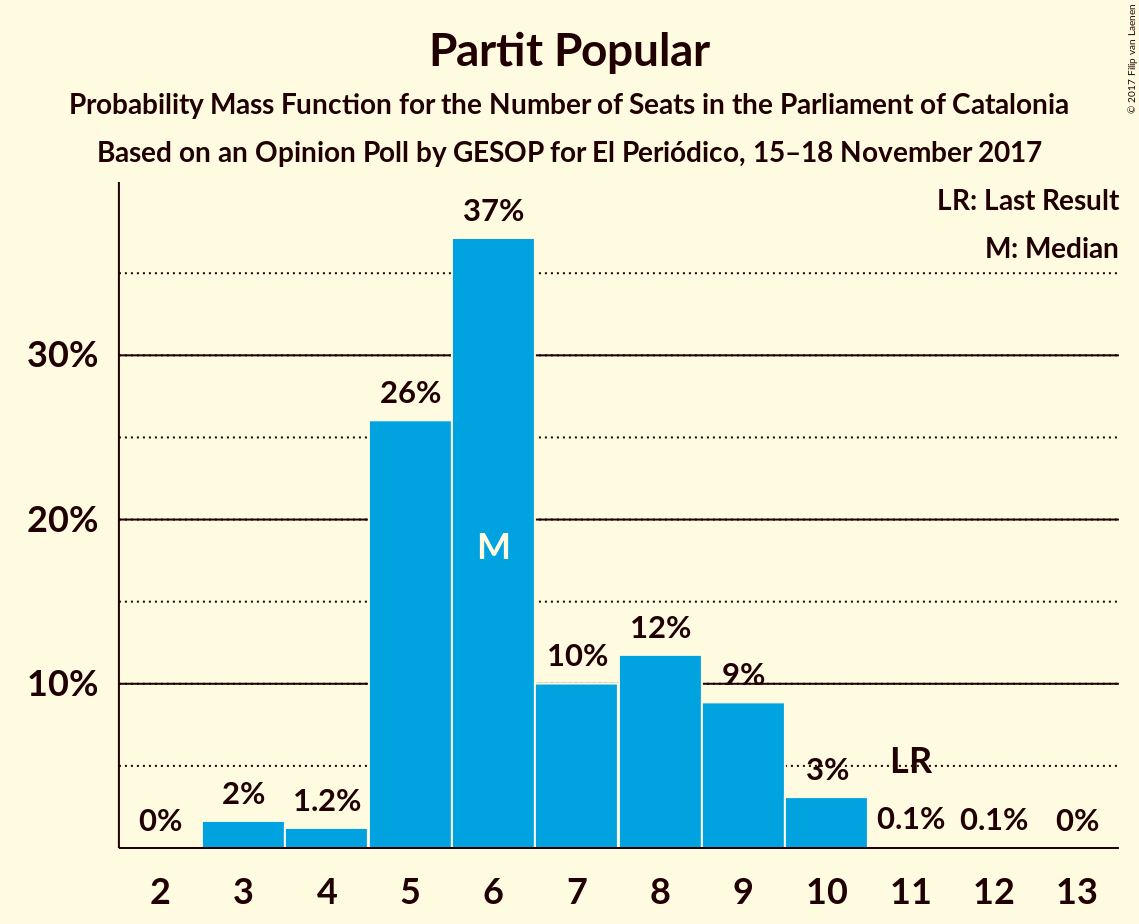 Partit Popular
Probability Mass Function for the Number of Seats in the Parliament of Catalonia
Based on an Opinion Poll by GESOP for El Periódico, 15–18 November 2017
© 2017 Filip van Laenen
LR: Last Result
M: Median
37%
30%
26%
20%
M
12%
10%
9%
10%
LR
3%
2%
1.2%
0%
0.1%
0.1%
0%
2 3 4 5 6 7 8 9 10 11 12 13